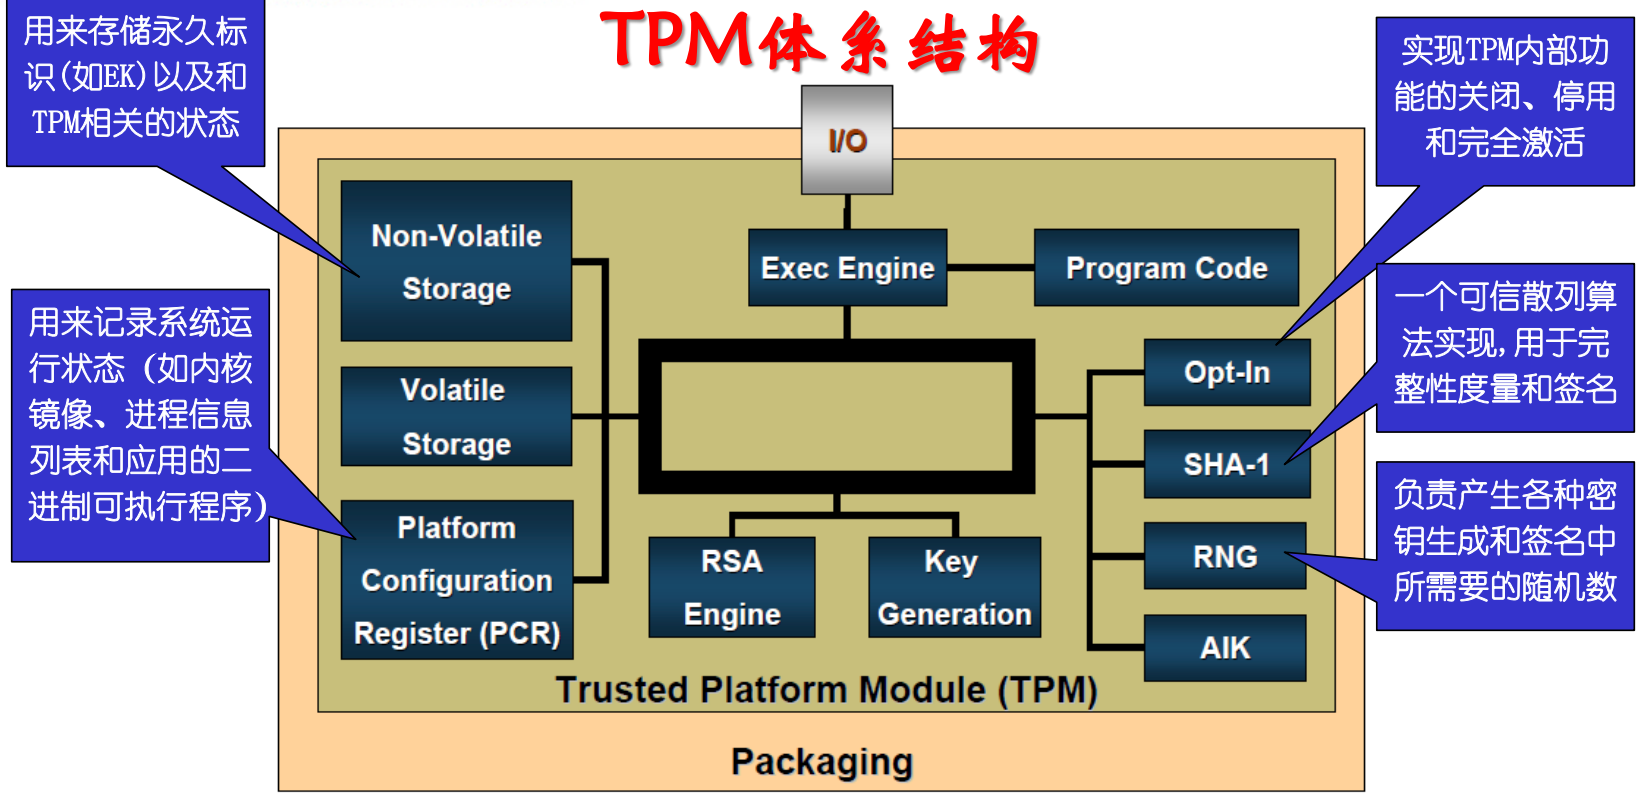 TPM体系结构
用来存储永久标
识(如EK)以及和
TPM相关的状态
实现TPM内部功
能的关闭、停用
和完全激活
I/O
Non-Volatile
Storage
Exec Engine
Program Code
用来记录系统运
行状态（如内核
镜像、进程信息
列表和应用的二
进制可执行程序）
一个可信散列算
法实现,用于完
整性度量和签名
Volatile
Storage
Opt-In
SHA-1
Platform
Configuration
Register (PCR)
RSA
Engine
Key
Generation
RNG
负责产生各种密
钥生成和签名中
所需要的随机数
AIK
Trusted Platform Module (TPM)
Packaging